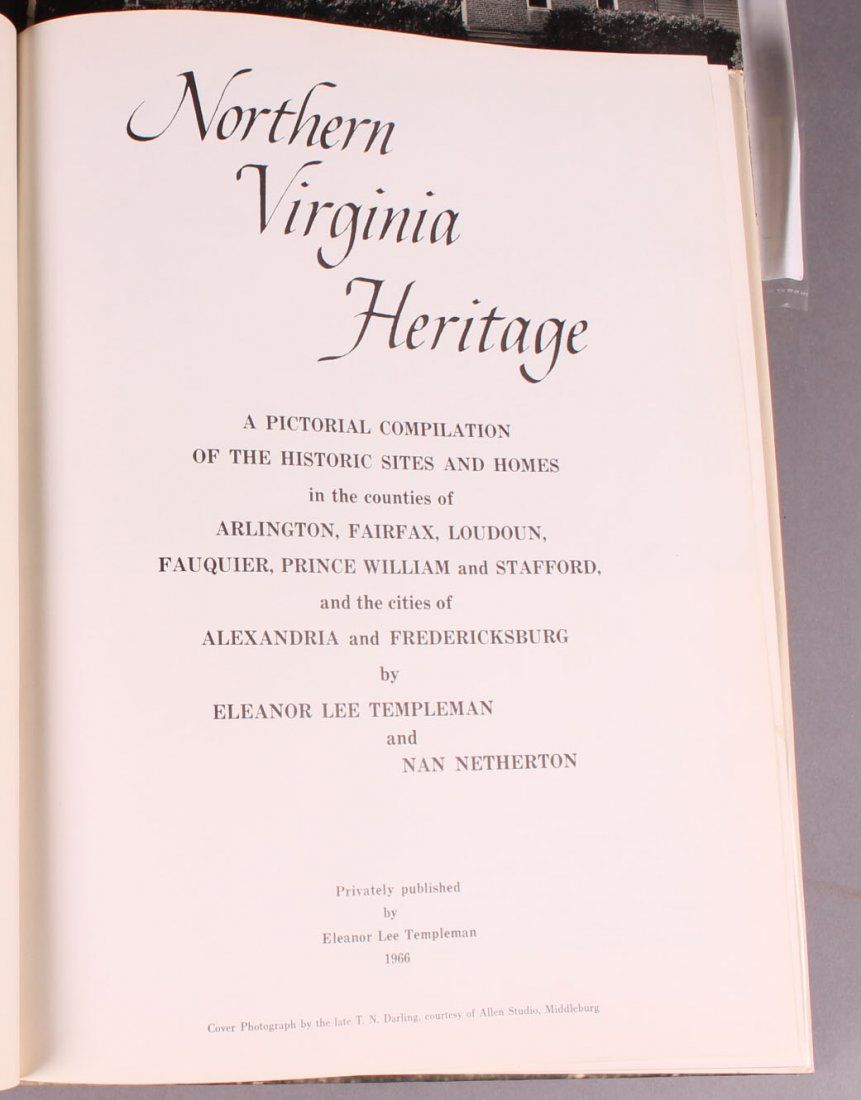 Northern
Virginia
Heritage
A PICTORIAL COMPILATION
OF THE HISTORIC SITES AND HOMES
in the counties of
ARLINGTON, FAIRFAX, LOUDOUN,
FAUQUIER, PRINCE WILLIAM and STAFFORD,
and the cities of
ALEXANDRIA and FREDERICKSBURG
by
ELEANOR LEE TEMPLEMAN
and
NAN NETHERTON
Privately published
by
Eleanor Lee Templeman
1966
Cover Photograph by the late T. N. Darling, courtesy of Allen Studio, Middleburg